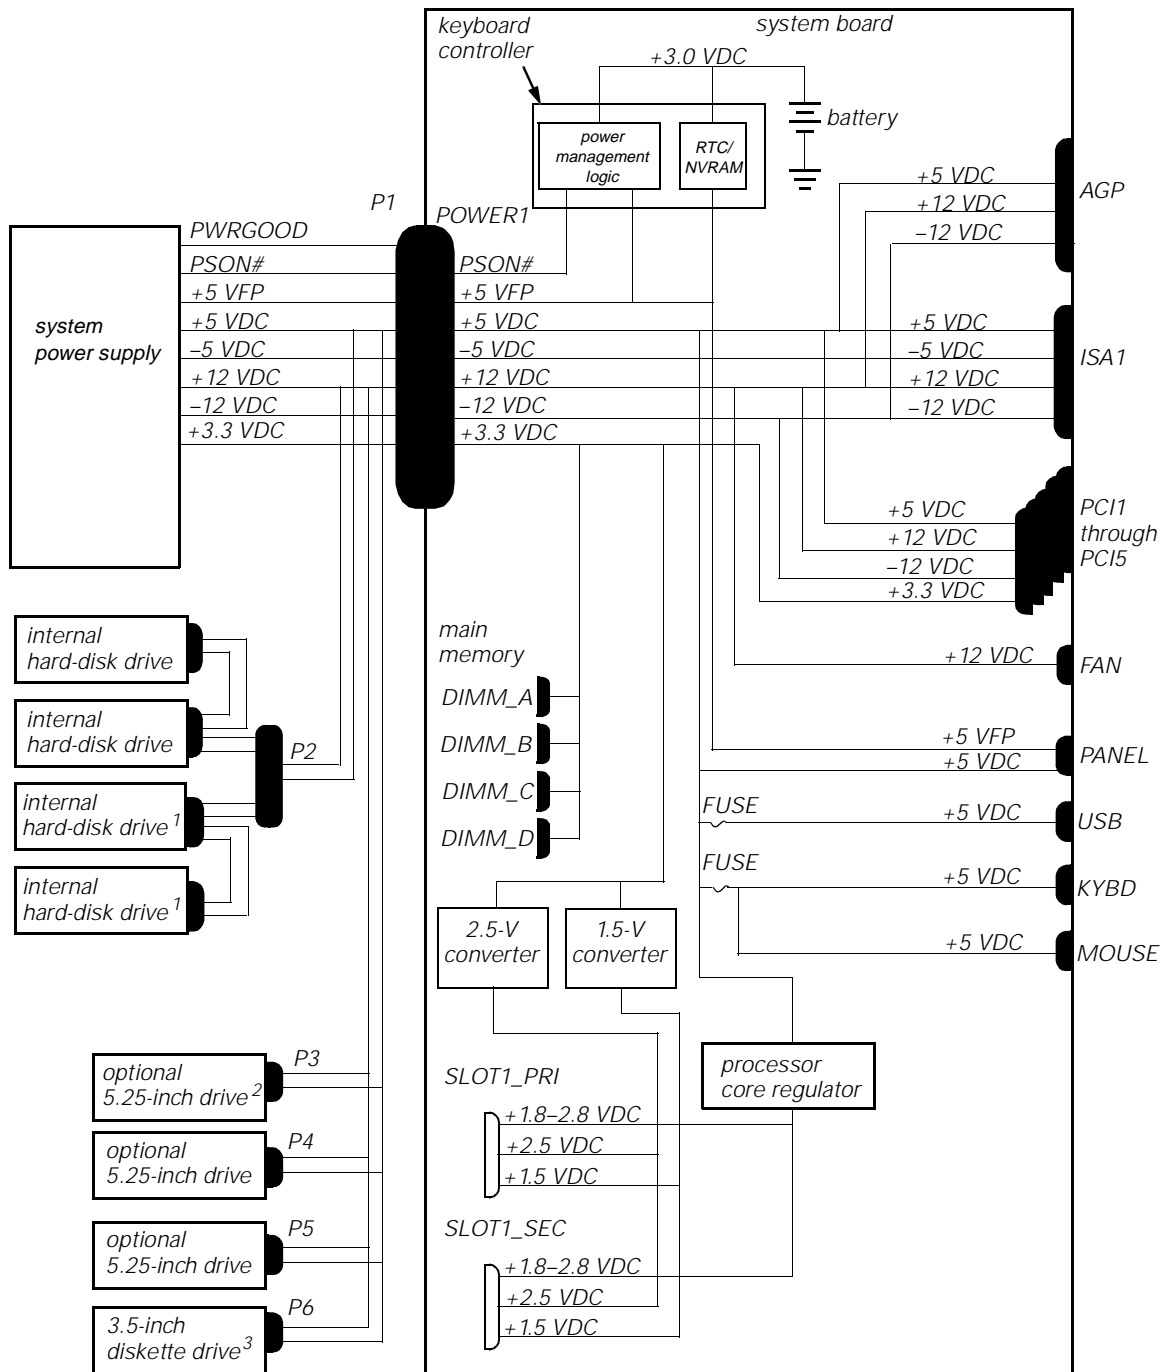 keyboard
controller
system board
+3.0 VDC
battery
power
management
logic
RTC/
NVRAM
P1
POWER1
system
power supply
PWRGOOD
PSON#
+5 VFP
+5 VDC
–5 VDC
+12 VDC
–12 VDC
+3.3 VDC
PSON#
+5 VFP
+5 VDC
–5 VDC
+12 VDC
–12 VDC
+3.3 VDC
+5 VDC
+12 VDC
–12 VDC
AGP
+5 VDC
–5 VDC
+12 VDC
–12 VDC
ISA1
+5 VDC
+12 VDC
–12 VDC
+3.3 VDC
PCI1
through
PCI5
+12 VDC
FAN
+5 VFP
+5 VDC
PANEL
FUSE
+5 VDC
USB
FUSE
+5 VDC
KYBD
+5 VDC
MOUSE
internal
hard-disk drive
internal
hard-disk drive
P2
internal
hard-disk drive 1
internal
hard-disk drive 1
main
memory
DIMM_A
DIMM_B
DIMM_C
DIMM_D
2.5-V
converter
1.5-V
converter
processor
core regulator
SLOT1_PRI
+1.8–2.8 VDC
+2.5 VDC
+1.5 VDC
SLOT1_SEC
+1.8–2.8 VDC
+2.5 VDC
+1.5 VDC
P3
optional
5.25-inch drive 2
P4
optional
5.25-inch drive
P5
optional
5.25-inch drive
P6
3.5-inch
diskette drive 3